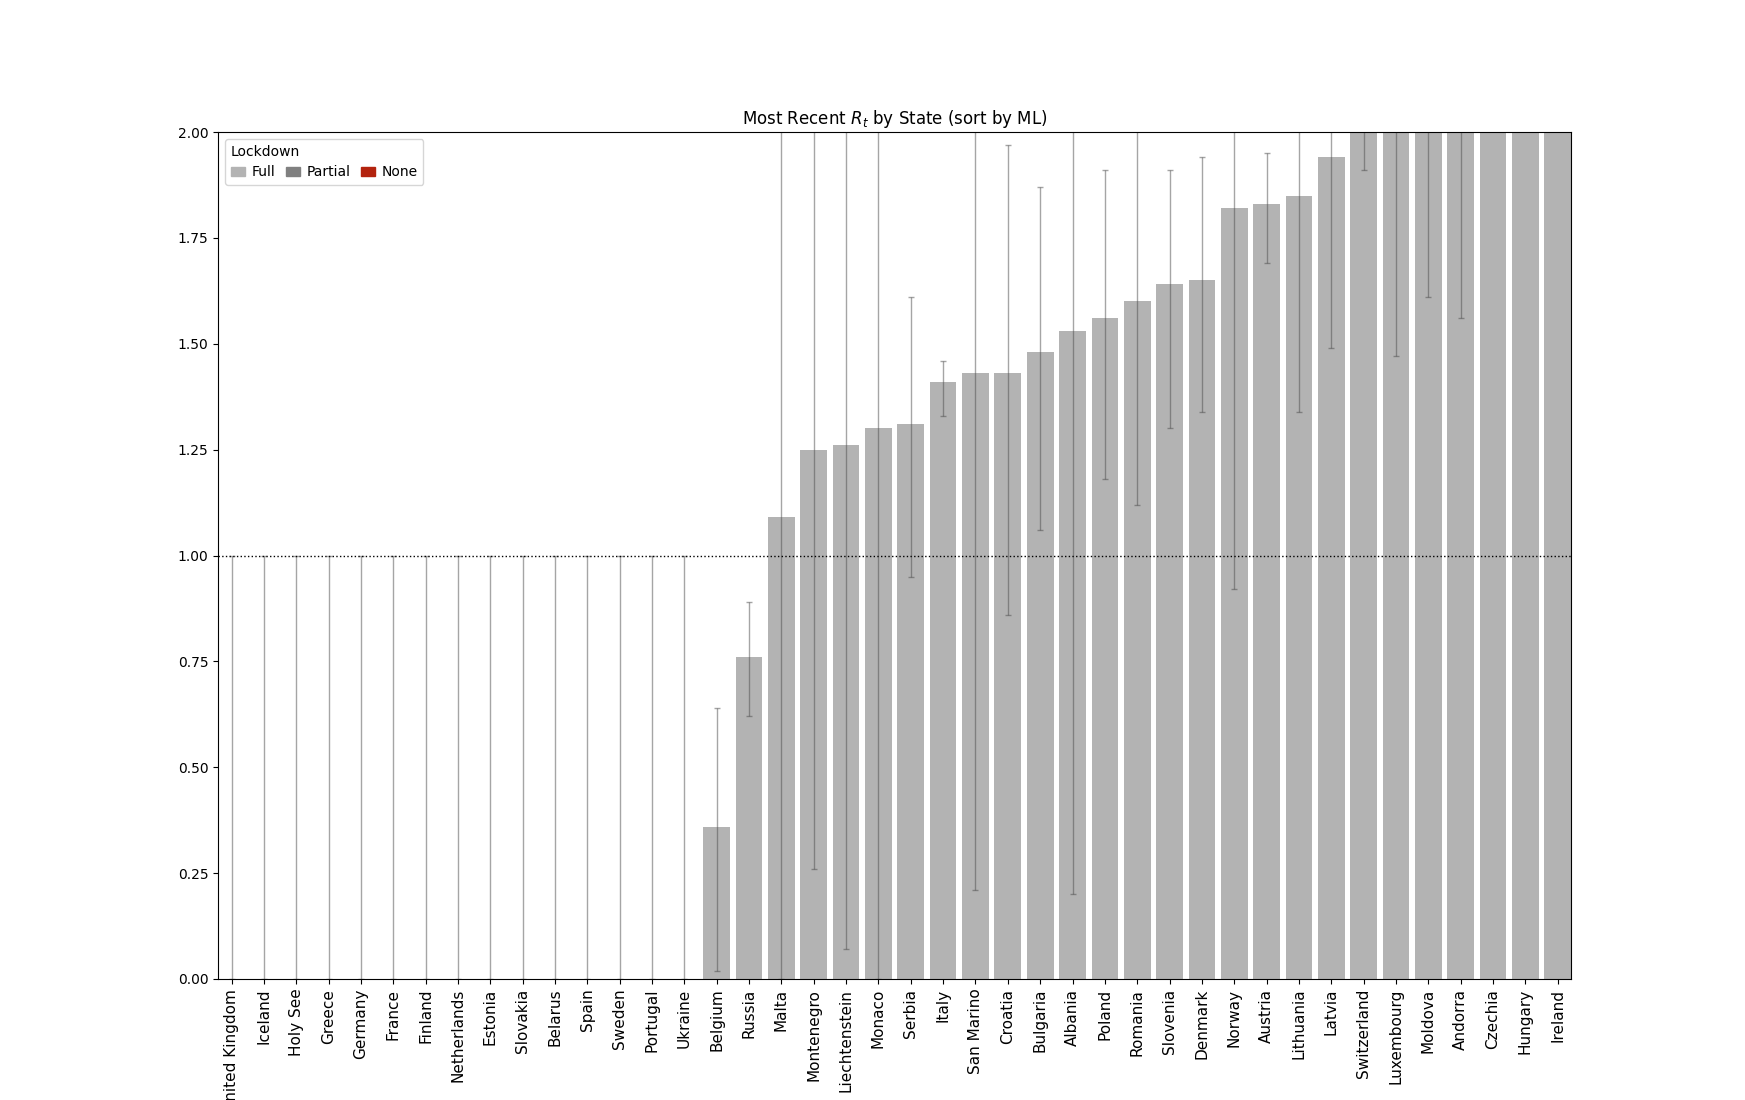 Most Recent R_t by State (sort by ML)
Lockdown
Full Partial None
2.00
1.75
1.50
1.25
1.00
0.75
0.50
0.25
0.00
nited Kingdom
Iceland
Holy See
Greece
Germany
France
Finland
Netherlands
Estonia
Slovakia
Belarus
Spain
Sweden
Portugal
Ukraine
Belgium
Russia
Malta
Montenegro
Liechtenstein
Monaco
Serbia
Italy
San Marino
Croatia
Bulgaria
Albania
Poland
Romania
Slovenia
Denmark
Norway
Austria
Lithuania
Latvia
Switzerland
Luxembourg
Moldova
Andorra
Czechia
Hungary
Ireland